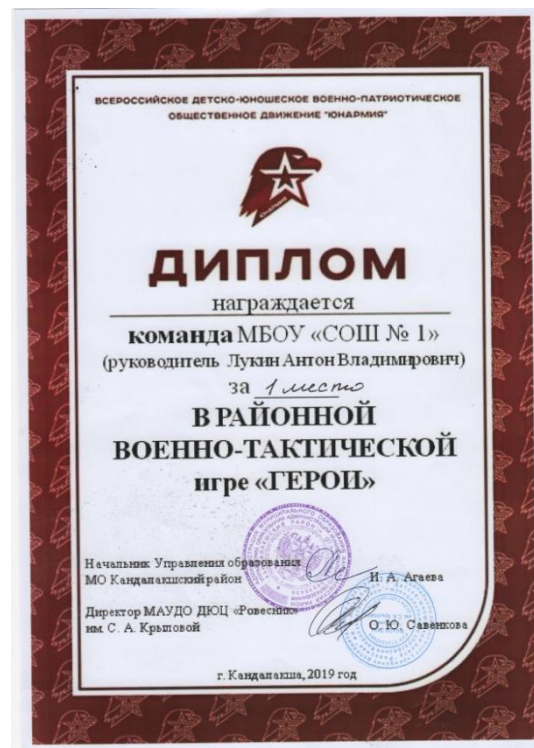 ВСЕРОССИЙСКОЕ ДЕТСКО-ЮНОШЕСКОЕ ВОЕННО-ПАТРИОТИЧЕСКОЕ
ОБЩЕСТВЕННОЕ ДВИЖЕНИЕ "ЮНАРМИЯ"
ЮНАРМИЯ
ДИПЛОМ
награждается
команда МБОУ «СОШ № 1»
(руководитель Лукин Антон Владимирович)
за 1 место
В РАЙОННОЙ
ВОЕННО-ТАКТИЧЕСКОЙ
игре «ГЕРОИ»
Начальник Управления образования
МО Кандалакшский район
И. А. Агаева
Директор МАУДО ДЮЦ «Ровесник»
им. С. А. Крыловой
О. Ю. Савенкова
г. Кандалакша, 2019 год